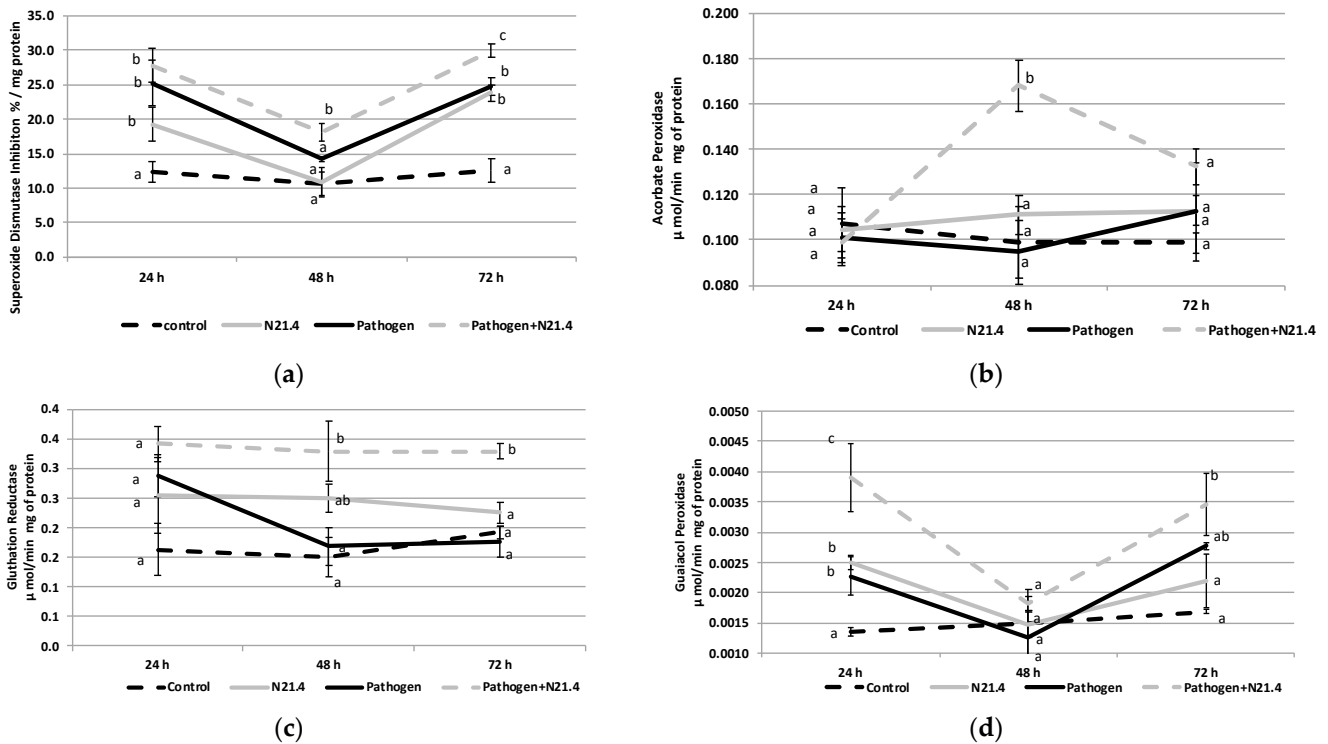 Superoxide Dismutase Inhibiton % / mg protein
35.0
30.0
25.0
20.0
15.0
10.0
5.0
0.0
b
b
b
a
b
a
a
a
c
b
b
a
24 h 48 h 72 h
control N21.4 Pathogen Pathogen+N21.4
(a)
Acorbate Peroxidase
µ mol/min mg of protein
0.200
0.180
0.160
0.140
0.120
0.100
0.080
a
a
a
a
b
a
a
a
a
a
a
a
24 h 48 h 72 h
Control N21.4 Pathogen Pathogen+N21.4
(b)
Gluthation Reductase
µ mol/min mg of protein
0.4
0.4
0.3
0.3
0.2
0.2
0.1
0.1
0.0
a
a
a
a
b
ab
a
a
b
a
a
a
24 h 48 h 72 h
Control N21.4 Pathogen Pathogen+N21.4
(c)
Guaiacol Peroxidase
µ mol/min mg of protein
0.0050
0.0045
0.0040
0.0035
0.0030
0.0025
0.0020
0.0015
0.0010
c
b
b
a
a
a
a
a
b
ab
a
a
24 h 48 h 72 h
Control N21.4 Pathogen Pathogen+N21.4
(d)